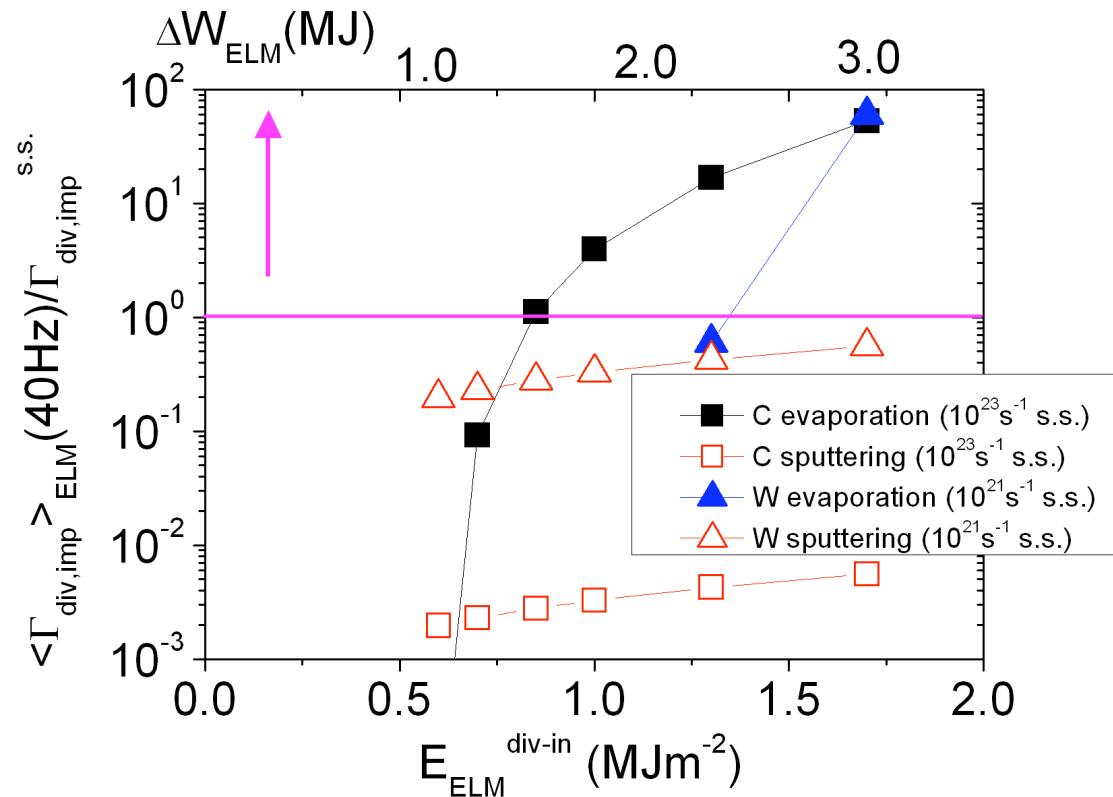 ΔW_ELM(MJ)
1.0 2.0 3.0
<Γ_div,imp>_ELM(40Hz)/Γ_div,imp^s.s.
10^2
10^1
10^0
10^-1
10^-2
10^-3
C evaporation (10^23s^-1 s.s.)
C sputtering (10^23s^-1 s.s.)
W evaporation (10^21s^-1 s.s.)
W sputtering (10^21s^-1 s.s.)
0.0 0.5 1.0 1.5 2.0
E_ELM^div-in (MJm^-2)